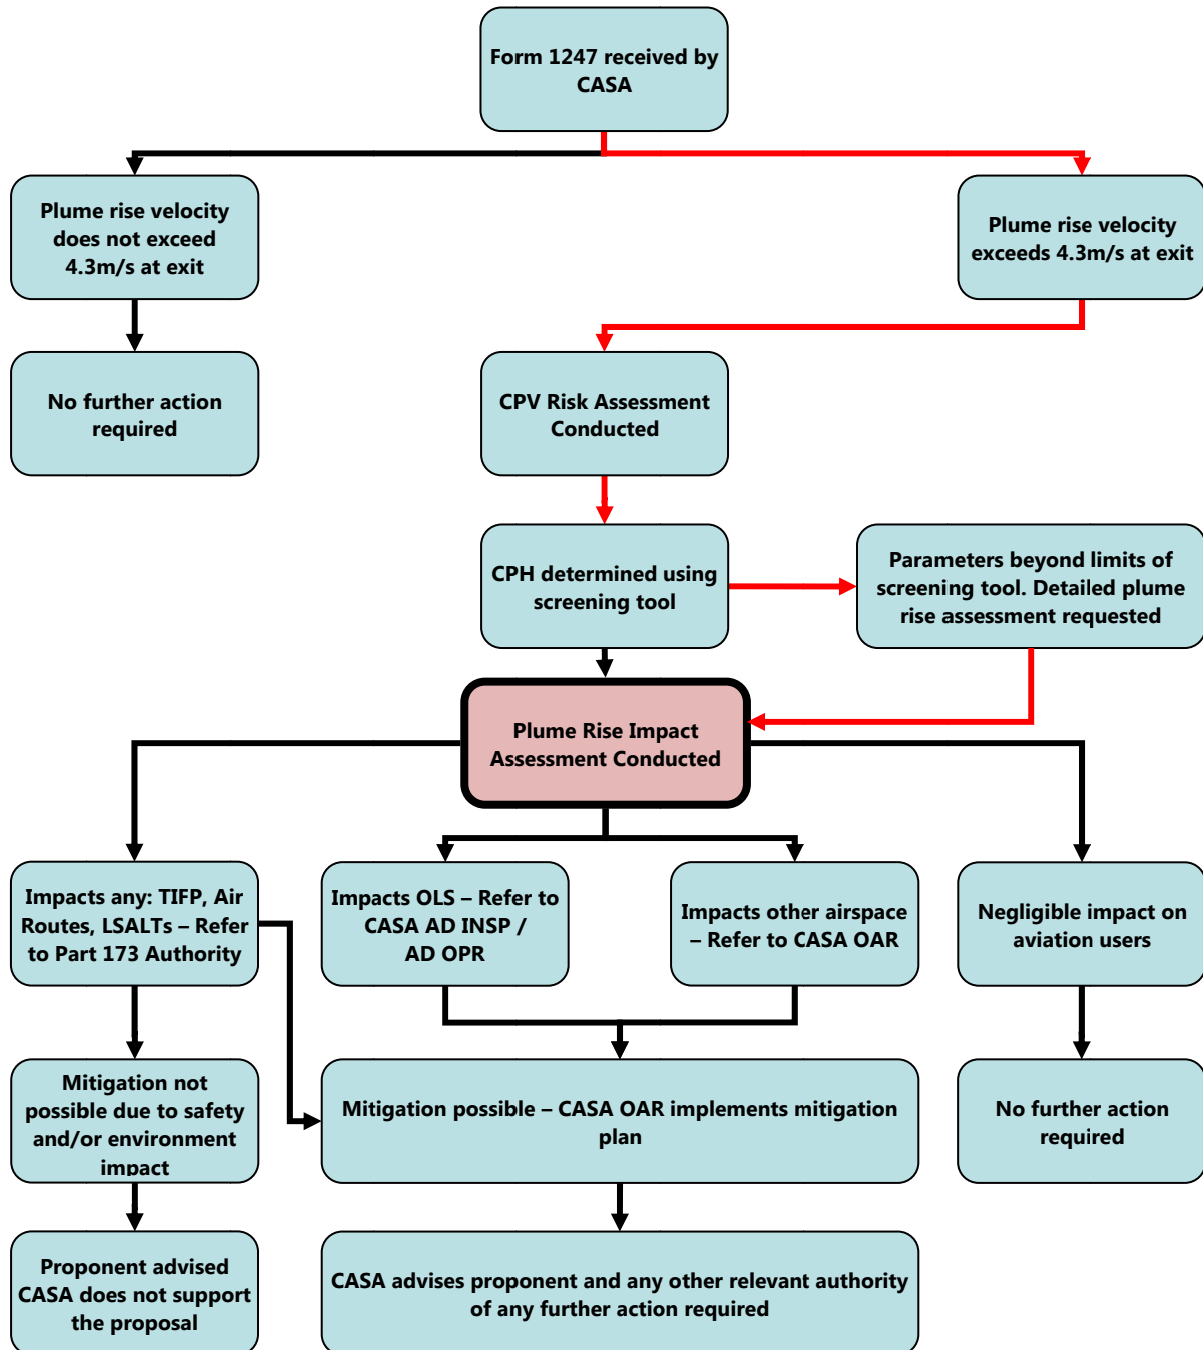 Form 1247 received by
CASA
Plume rise velocity
does not exceed
4.3m/s at exit
Plume rise velocity
exceeds 4.3m/s at exit
No further action
required
CPV Risk Assessment
Conducted
CPH determined using
screening tool
Parameters beyond limits of
screening tool. Detailed plume
rise assessment requested
Plume Rise Impact
Assessment Conducted
Impacts any: TIFP, Air
Routes, LSALTs – Refer
to Part 173 Authority
Impacts OLS – Refer to
CASA AD INSP /
AD OPR
Impacts other airspace
– Refer to CASA OAR
Negligible impact on
aviation users
Mitigation not
possible due to safety
and/or environment
impact
Mitigation possible – CASA OAR implements mitigation
plan
No further action
required
Proponent advised
CASA does not support
the proposal
CASA advises proponent and any other relevant authority
of any further action required